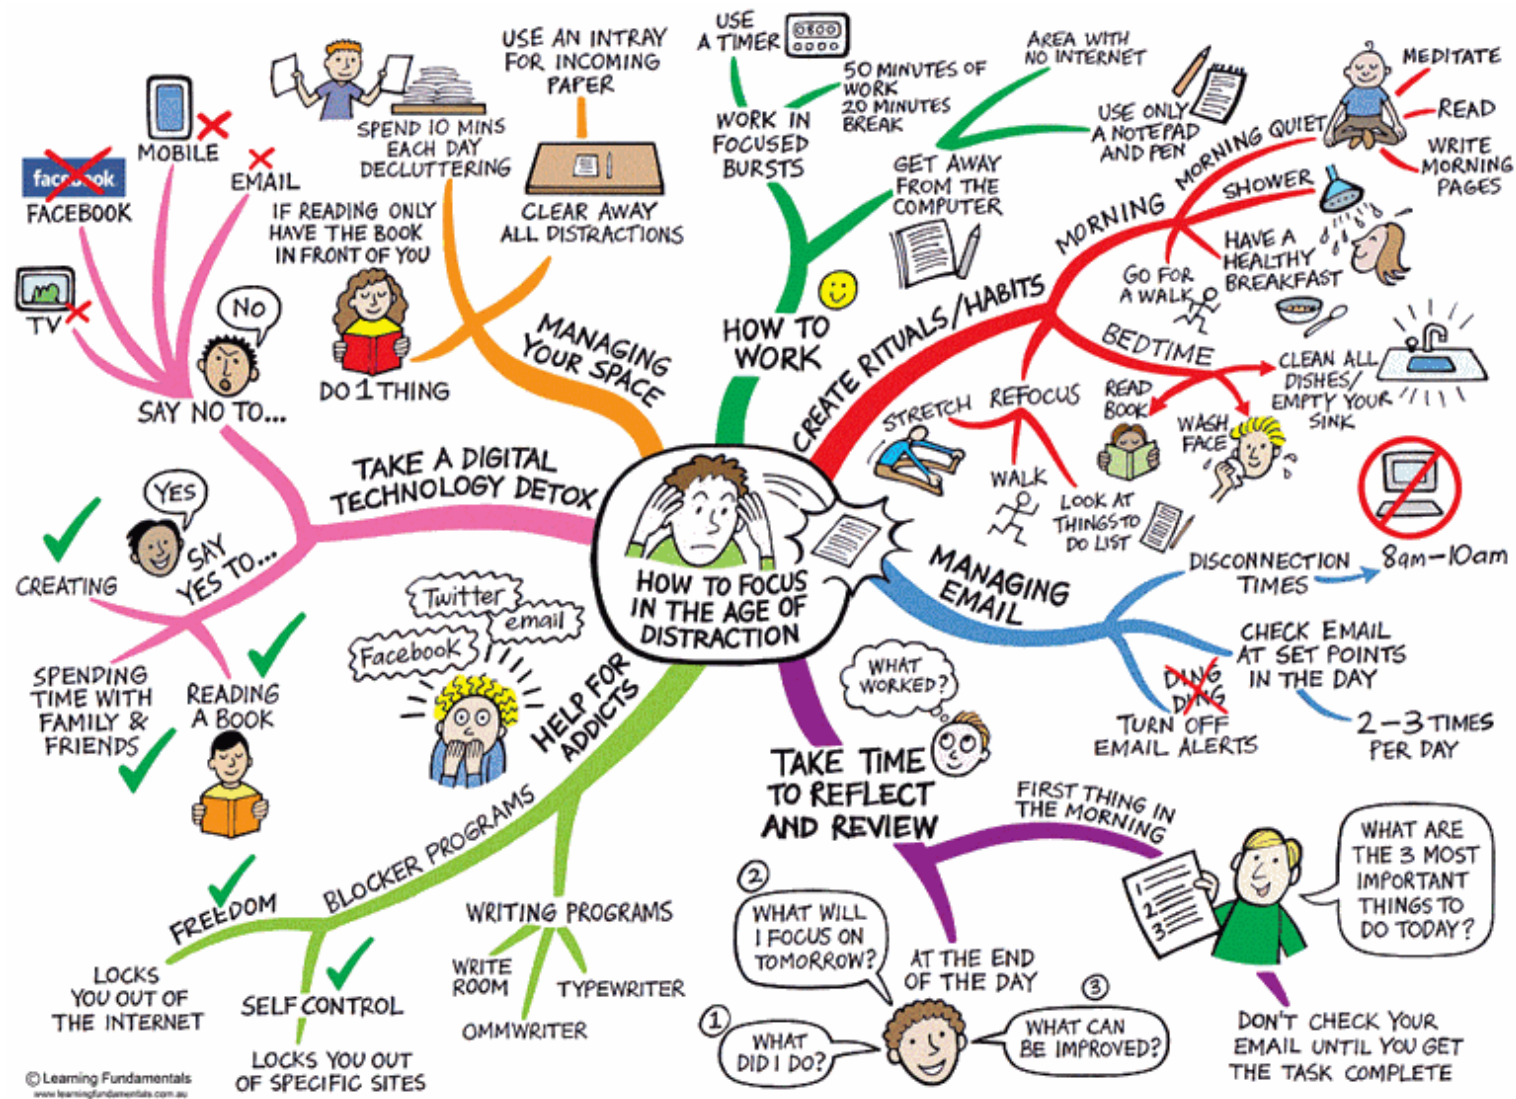 HOW TO FOCUS
IN THE AGE OF
DISTRACTION
HOW TO
WORK
WORK IN
FOCUSED
BURSTS
USE
A TIMER
50 MINUTES OF
WORK
20 MINUTES
BREAK
GET AWAY
FROM THE
COMPUTER
AREA WITH
NO INTERNET
USE ONLY
A NOTEPAD
AND PEN
CREATE RITUALS/HABITS
MORNING
MORNING QUIET
MEDITATE
READ
WRITE
MORNING
PAGES
SHOWER
HAVE A
HEALTHY
BREAKFAST
GO FOR
A WALK
BEDTIME
CLEAN ALL
DISHES/
EMPTY YOUR
SINK
WASH
FACE
READ
BOOK
REFOCUS
STRETCH
WALK
LOOK AT
THINGS TO
DO LIST
MANAGING
EMAIL
DISCONNECTION
TIMES
8am-10am
CHECK EMAIL
AT SET POINTS
IN THE DAY
2-3 TIMES
PER DAY
DING
DING
TURN OFF
EMAIL ALERTS
TAKE TIME
TO REFLECT
AND REVIEW
WHAT
WORKED?
FIRST THING IN
THE MORNING
1
2
3
WHAT ARE
THE 3 MOST
IMPORTANT
THINGS TO
DO TODAY?
DON'T CHECK YOUR
EMAIL UNTIL YOU GET
THE TASK COMPLETE
AT THE END
OF THE DAY
1
WHAT
DID I DO?
2
WHAT WILL
I FOCUS ON
TOMORROW?
3
WHAT CAN
BE IMPROVED?
HELP FOR
ADDICTS
Twitter
email
Facebook
WRITING PROGRAMS
WRITE
ROOM
OMMWRITER
TYPEWRITER
BLOCKER PROGRAMS
FREEDOM
LOCKS
YOU OUT OF
THE INTERNET
SELF CONTROL
LOCKS YOU OUT
OF SPECIFIC SITES
TAKE A DIGITAL
TECHNOLOGY DETOX
YES
SAY
YES TO...
CREATING
SPENDING
TIME WITH
FAMILY &
FRIENDS
READING
A BOOK
NO
SAY NO TO...
TV
facebook
FACEBOOK
MOBILE
EMAIL
MANAGING
YOUR SPACE
SPEND 10 MINS
EACH DAY
DECLUTTERING
CLEAR AWAY
ALL DISTRACTIONS
USE AN INTRAY
FOR INCOMING
PAPER
DO 1 THING
IF READING ONLY
HAVE THE BOOK
IN FRONT OF YOU
© Learning Fundamentals
www.learningfundamentals.com.au